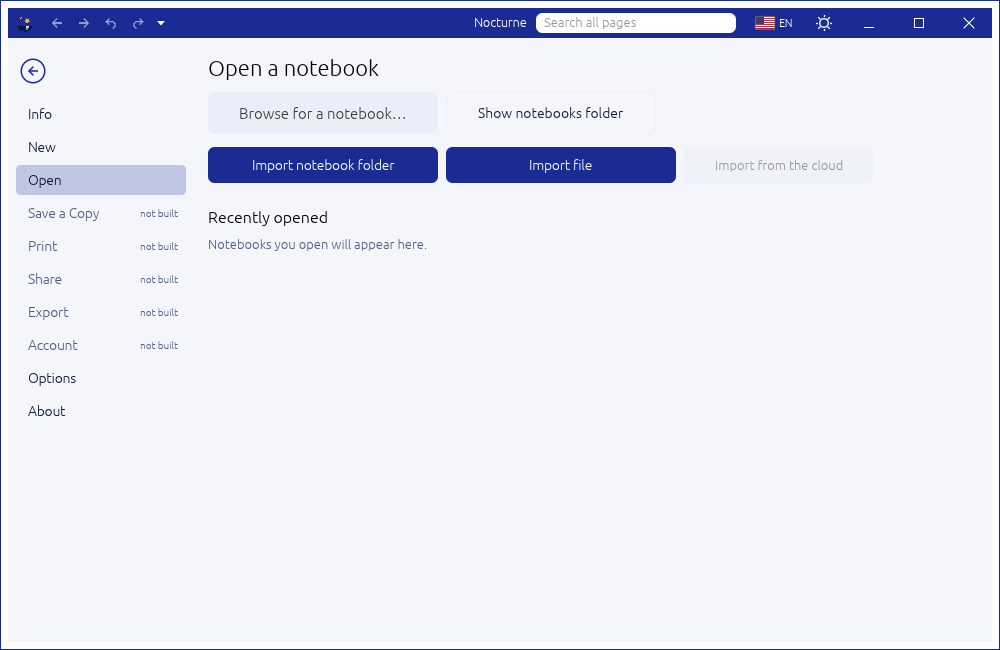 Nocturne
Search all pages
EN
Open a notebook
Info
New
Open
Save a Copy not built
Print not built
Share not built
Export not built
Account not built
Options
About
Browse for a notebook...
Show notebooks folder
Import notebook folder
Import file
Import from the cloud
Recently opened
Notebooks you open will appear here.